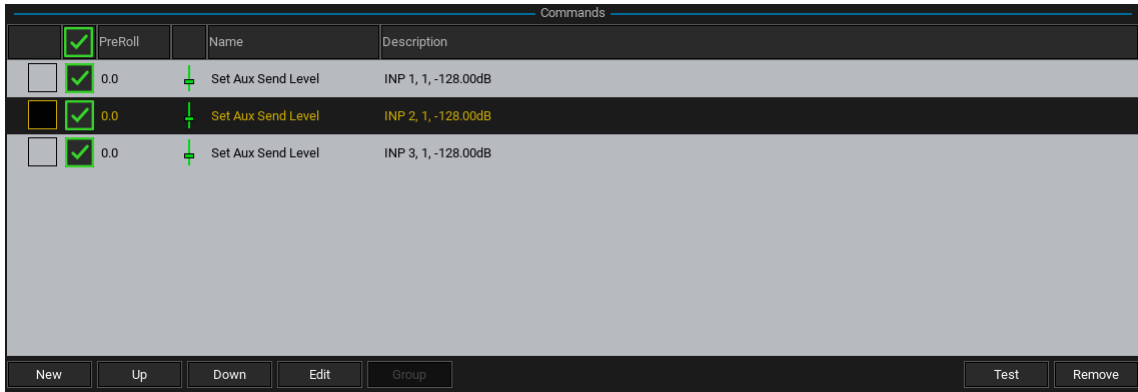 Commands
PreRoll Name Description
0.0 Set Aux Send Level INP 1, 1, -128.00dB
0.0 Set Aux Send Level INP 2, 1, -128.00dB
0.0 Set Aux Send Level INP 3, 1, -128.00dB
New Up Down Edit Group Test Remove